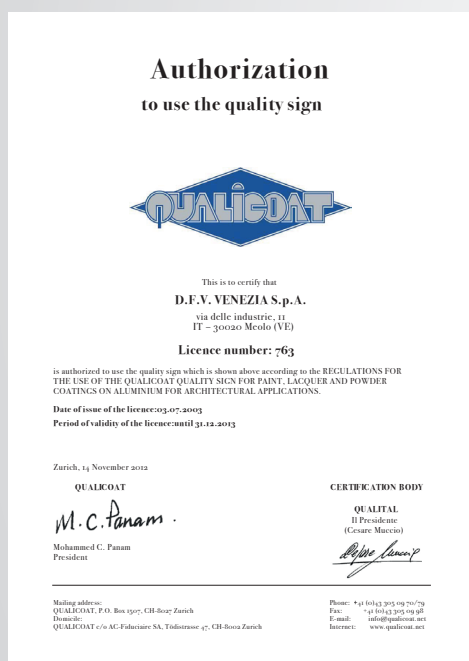 Authorization
to use the quality sign
QUALICOAT
This is to certify that
D.F.V. VENEZIA S.p.A.
via delle industrie, 11
IT – 30020 Meolo (VE)
Licence number: 763
is authorized to use the quality sign which is shown above according to the REGULATIONS FOR
THE USE OF THE QUALICOAT QUALITY SIGN FOR PAINT, LACQUER AND POWDER
COATINGS ON ALUMINIUM FOR ARCHITECTURAL APPLICATIONS.
Date of issue of the licence:03.07.2003
Period of validity of the licence:until 31.12.2013
Zurich, 14 November 2012
QUALICOAT
M.C. Panam.
Mohammed C. Panam
President
CERTIFICATION BODY
QUALITAL
Il Presidente
(Cesare Muccio)
Mailing address:
QUALICOAT, P.O. Box 1507, CH-8027 Zurich
Domicile:
QUALICOAT c/o AC-Fiduciaire SA, Tödistrasse 47, CH-8002 Zurich
Phone: +41 (0)43 305 09 70/79
Fax: +41 (0)43 305 09 98
E-mail: info@qualicoat.net
Internet: www.qualicoat.net